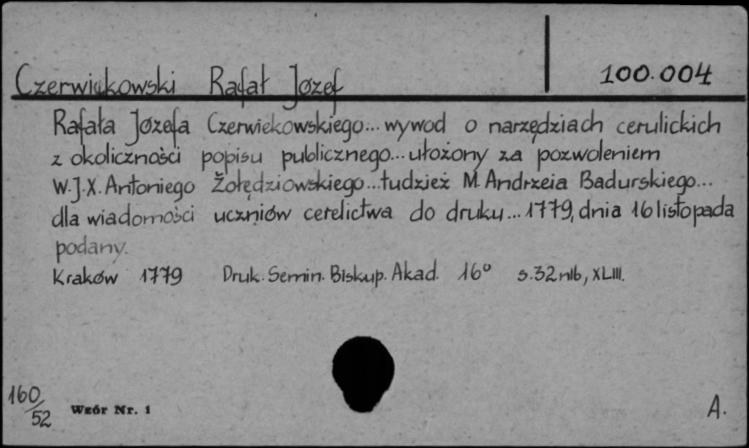 Czerwiakowski Rafał Józef 100.004
Rafała Józefa Czerwiekowskiego... wywod o narzędziach cerulickich
z okoliczności popisu publicznego... ułożony za pozwoleniem
W.J.X. Antoniego Żołędziowskiego... tudzież M. Andrzeia Badurskiego...
dla wiadomości uczniów cerelictwa do druku... 1779, dnia 16 listopada
podany.
Kraków 1779 Druk. Semin. Biskup. Akad. 16° s. 32 nlb, XLIII.
160/52 Wzór Nr. 1 A.